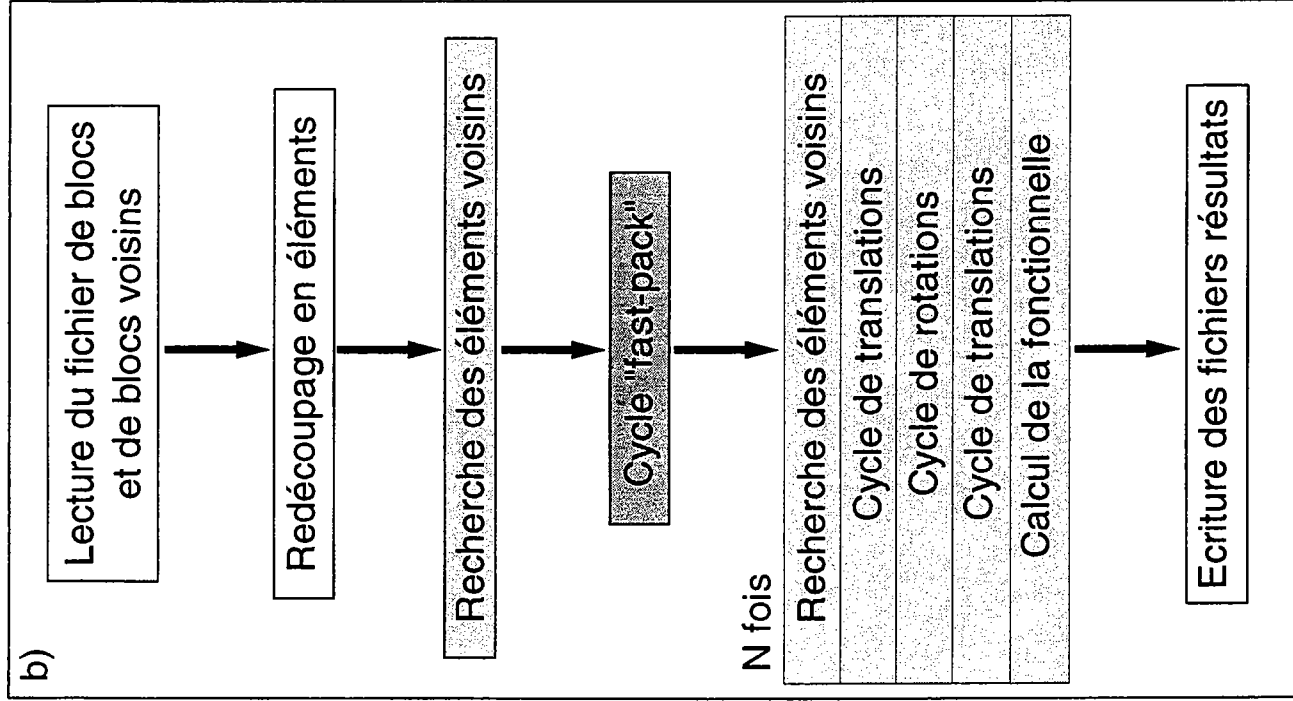 b)
Lecture du fichier de blocs
et de blocs voisins
Redécoupage en éléments
Recherche des éléments voisins
Cycle "fast-pack"
N fois
Recherche des éléments voisins
Cycle de translations
Cycle de rotations
Cycle de translations
Calcul de la fonctionnelle
Ecriture des fichiers résultats